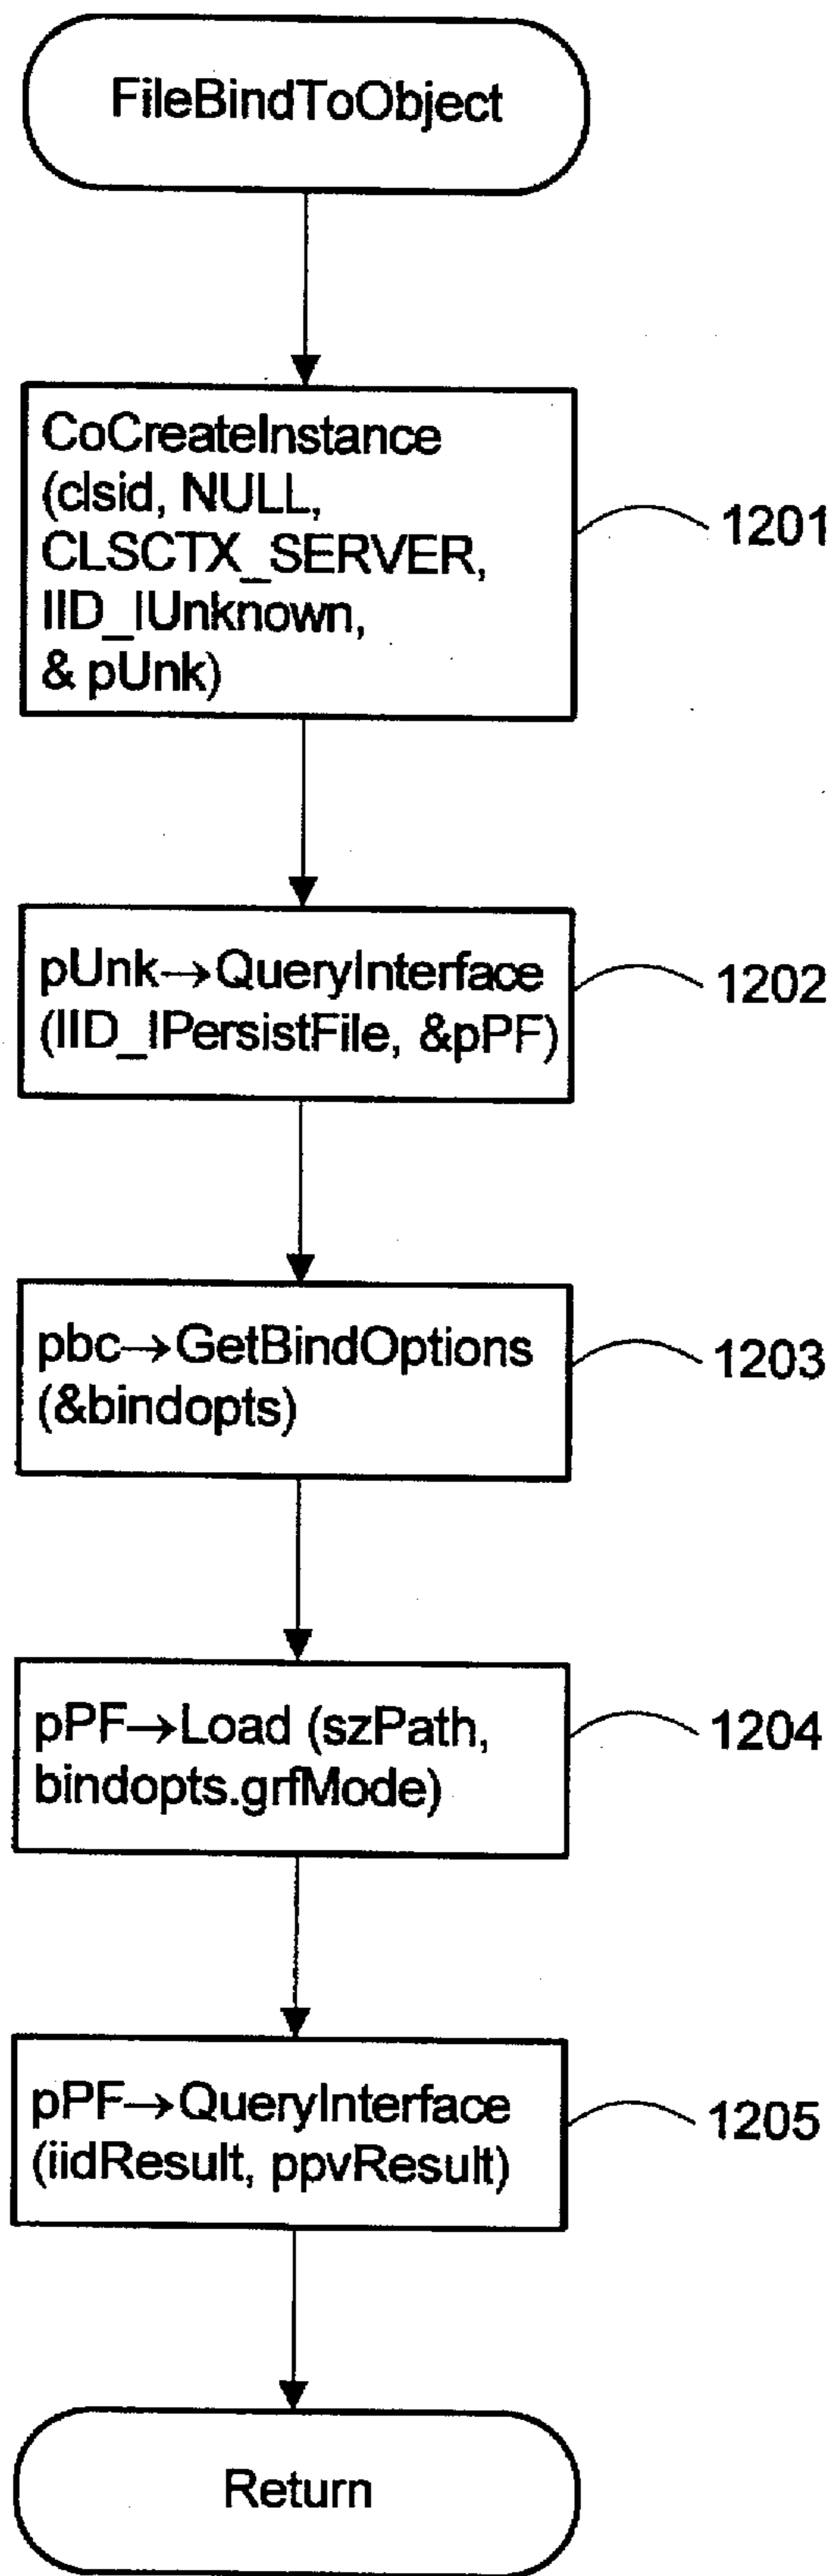 FileBindToObject
CoCreateInstance
(clsid, NULL,
CLSCTX_SERVER,
IID_IUnknown,
& pUnk)
1201
pUnk→QueryInterface
(IID_IPersistFile, &pPF)
1202
pbc→GetBindOptions
(&bindopts)
1203
pPF→Load (szPath,
bindopts.grfMode)
1204
pPF→QueryInterface
(iidResult, ppvResult)
1205
Return